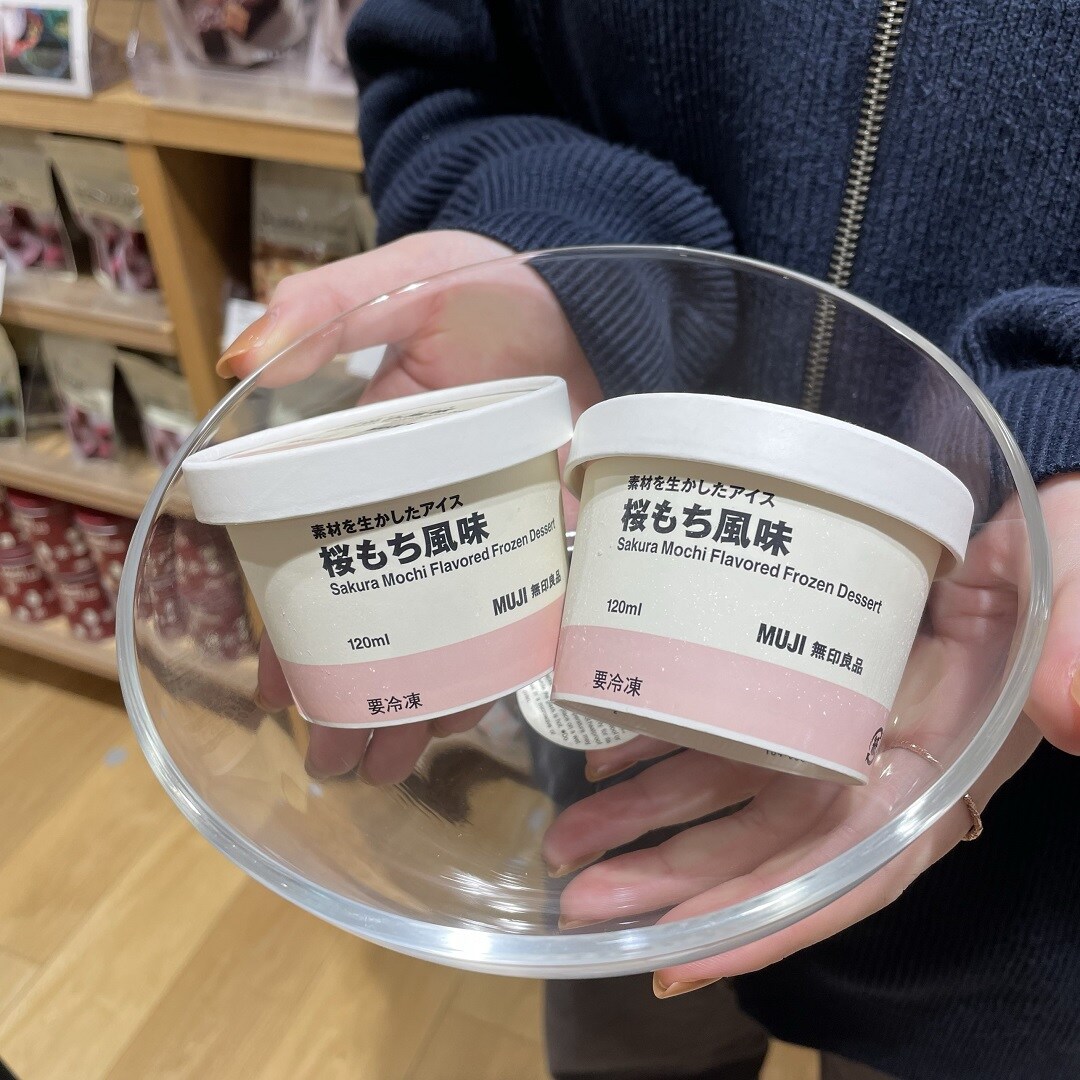 素材を生かしたアイス
桜もち風味
Sakura Mochi Flavored Frozen Dessert
MUJI 無印良品
120ml
要冷凍
素材を生かしたアイス
桜もち風味
Sakura Mochi Flavored Frozen Dessert
120ml
MUJI 無印良品
要冷凍